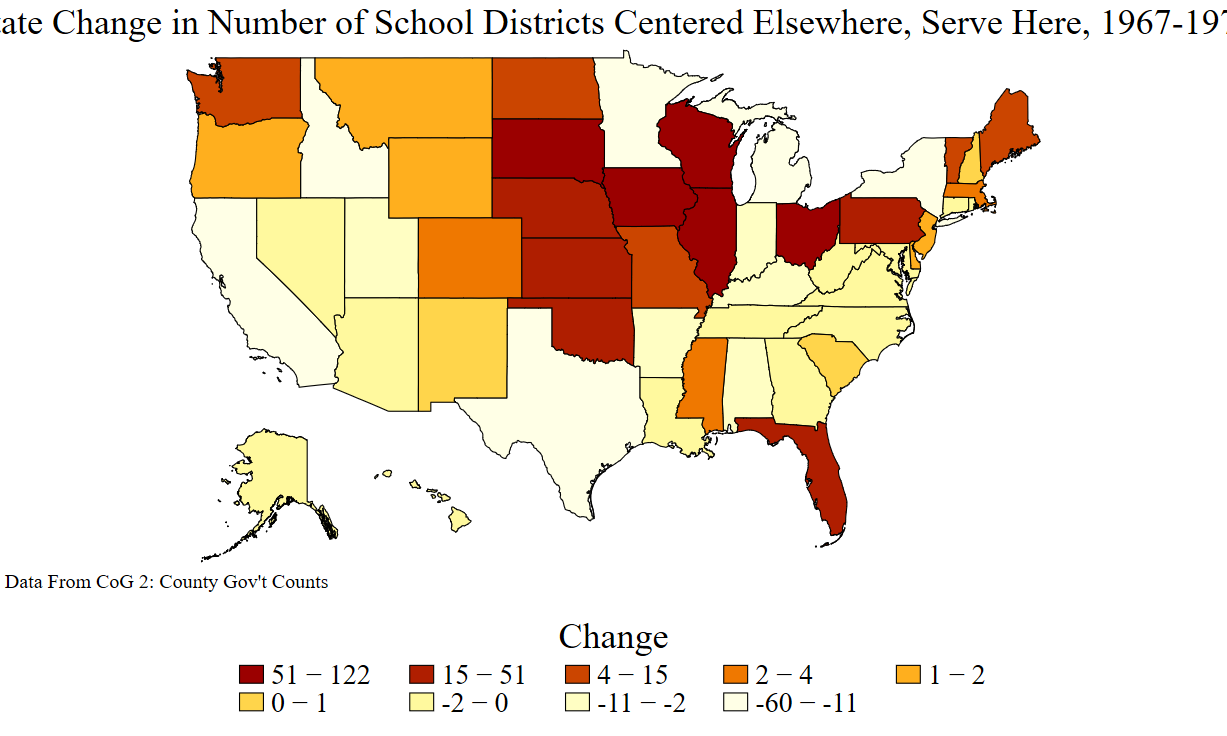 ate Change in Number of School Districts Centered Elsewhere, Serve Here, 1967-197
Data From CoG 2: County Gov't Counts
Change
51 − 122 15 − 51 4 − 15 2 − 4 1 − 2
0 − 1 -2 − 0 -11 − -2 -60 − -11